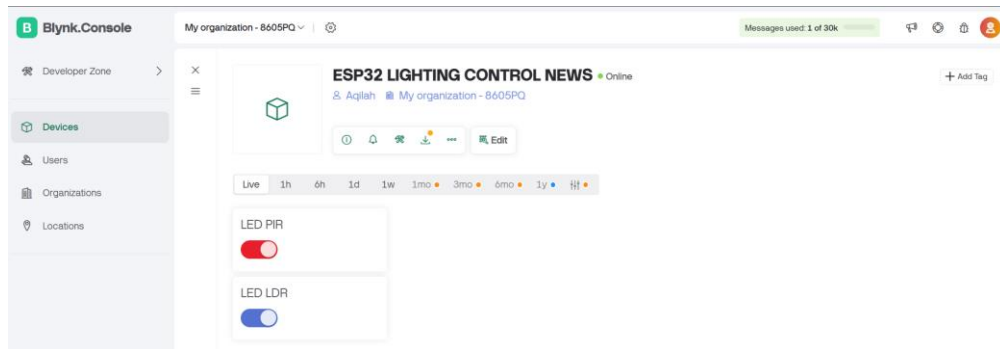 B Blynk.Console
My organization - 8605PQ
Messages used: 1 of 30k
Developer Zone
Devices
Users
Organizations
Locations
ESP32 LIGHTING CONTROL NEWS Online
Aqilah My organization - 8605PQ
Add Tag
Edit
Live 1h 6h 1d 1w 1mo 3mo 6mo 1y
LED PIR
LED LDR